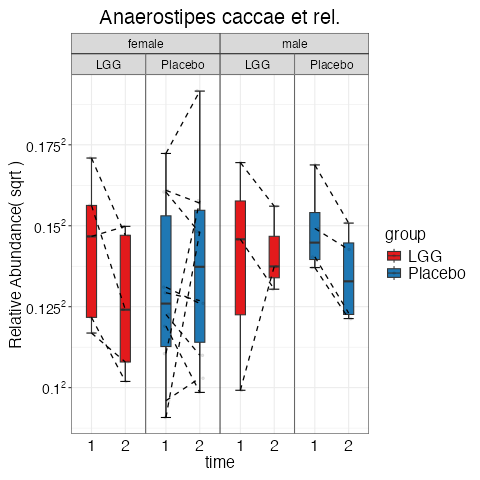 Anaerostipes caccae et rel.
female male
LGG Placebo LGG Placebo
Relative Abundance( sqrt )
0.175²
0.15²
0.125²
0.1²
1 2 1 2 1 2 1 2
time
group
LGG
Placebo